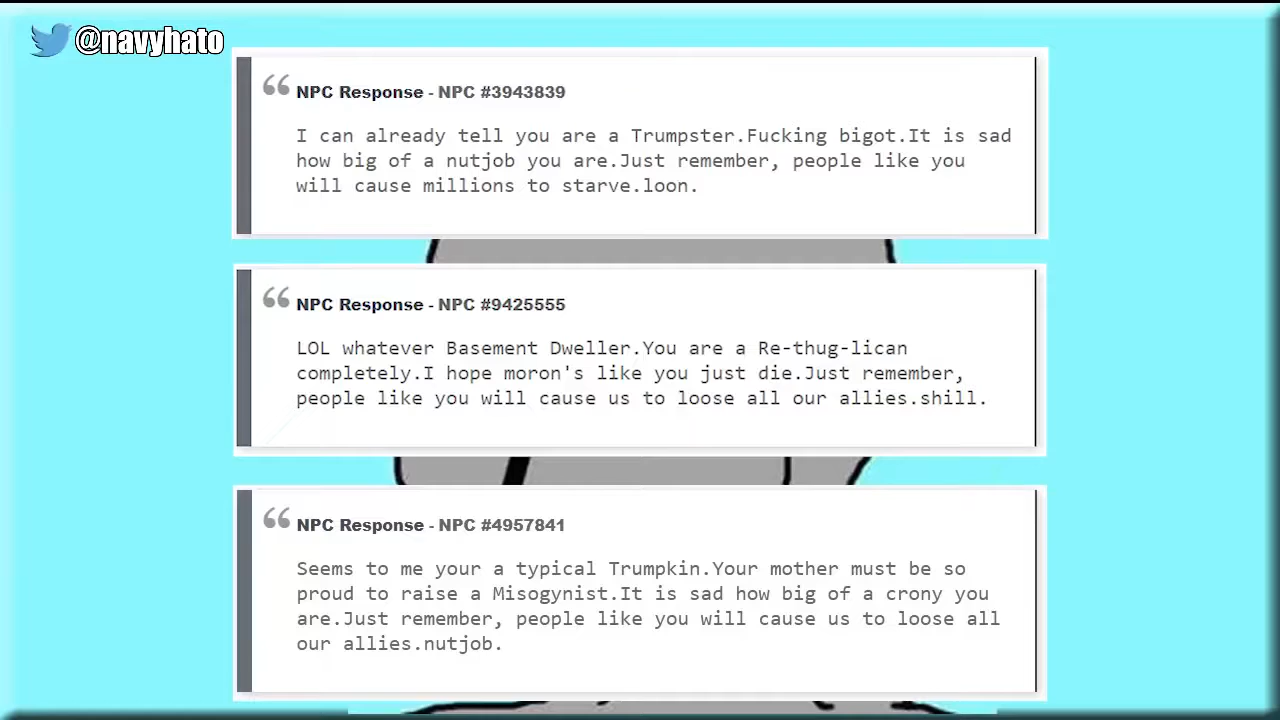 @navyhato
NPC Response - NPC #3943839
I can already tell you are a Trumpster.Fucking bigot.It is sad
how big of a nutjob you are.Just remember, people like you
will cause millions to starve.loon.
NPC Response - NPC #9425555
LOL whatever Basement Dweller.You are a Re-thug-lican
completely.I hope moron's like you just die.Just remember,
people like you will cause us to loose all our allies.shill.
NPC Response - NPC #4957841
Seems to me your a typical Trumpkin.Your mother must be so
proud to raise a Misogynist.It is sad how big of a crony you
are.Just remember, people like you will cause us to loose all
our allies.nutjob.